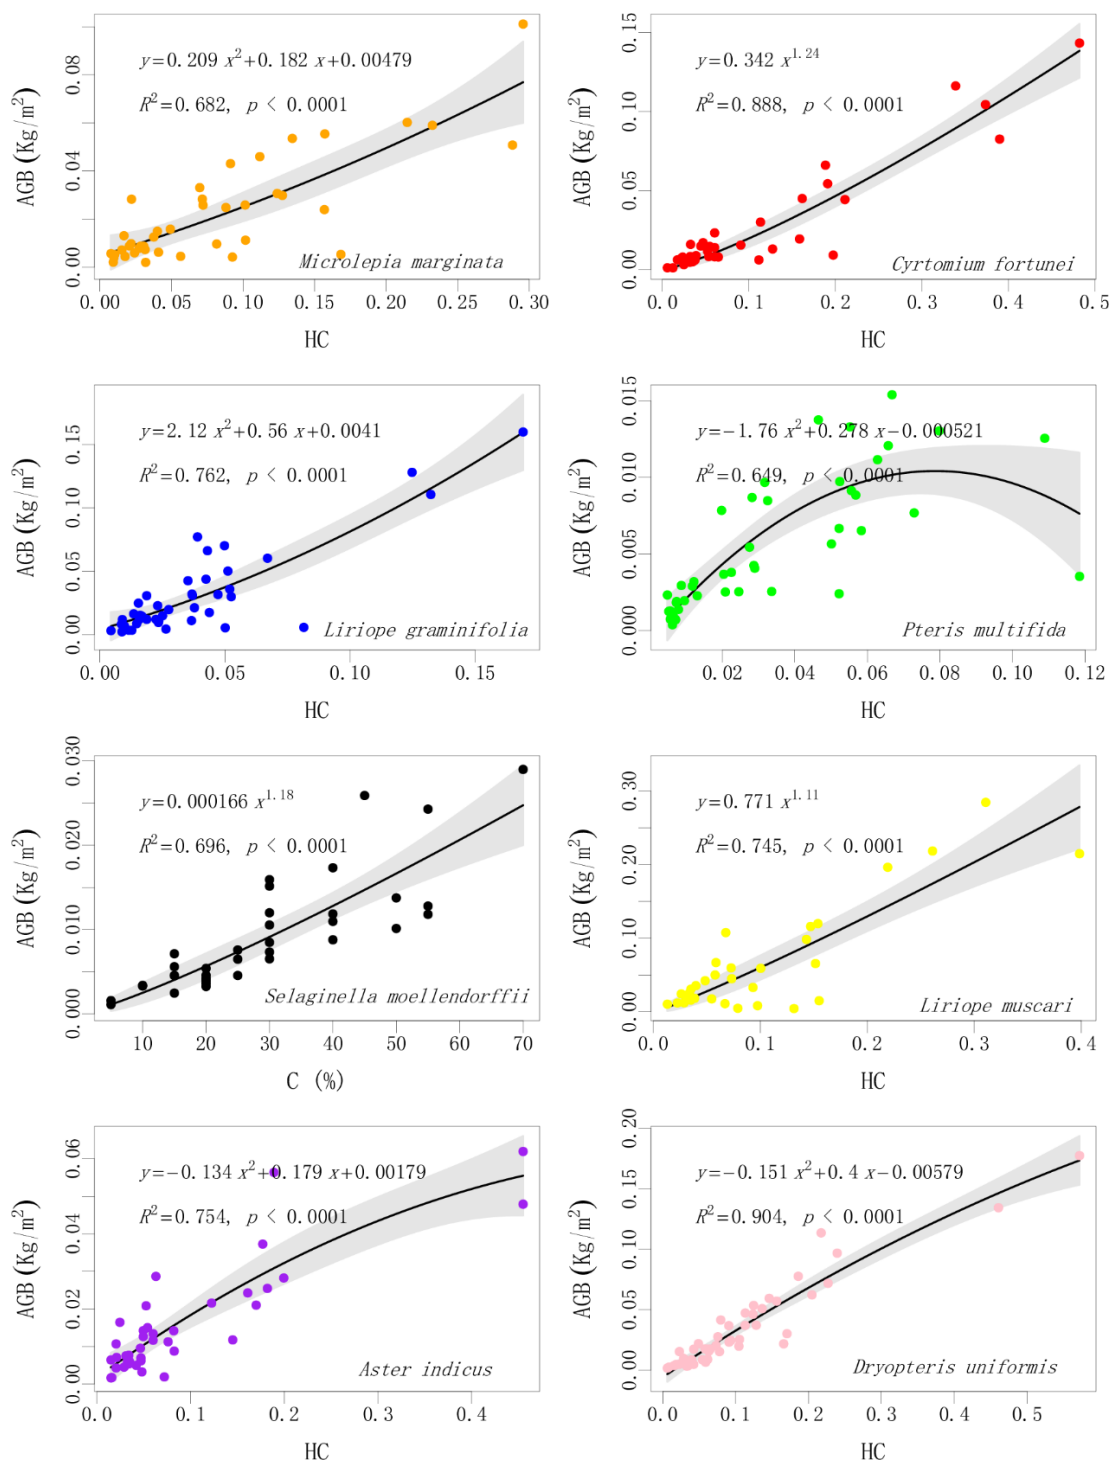 AGB(Kg/m²)
0.08
0.04
0.00
y=0.209 x²+0.182 x+0.00479
R²=0.682, p < 0.0001
Microlepia marginata
0.00 0.05 0.10 0.15 0.20 0.25 0.30
HC
AGB(Kg/m²)
0.15
0.10
0.05
0.00
y=0.342 x^1.24
R²=0.888, p < 0.0001
Cyrtomium fortunei
0.0 0.1 0.2 0.3 0.4 0.5
HC
AGB(Kg/m²)
0.15
0.10
0.05
0.00
y=2.12 x²+0.56 x+0.0041
R²=0.762, p < 0.0001
Liriope graminifolia
0.00 0.05 0.10 0.15
HC
AGB(Kg/m²)
0.015
0.010
0.005
0.000
y=−1.76 x²+0.278 x−0.000521
R²=0.649, p < 0.0001
Pteris multifida
0.02 0.04 0.06 0.08 0.10 0.12
HC
AGB(Kg/m²)
0.030
0.020
0.010
0.000
y=0.000166 x^1.18
R²=0.696, p < 0.0001
Selaginella moellendorffii
10 20 30 40 50 60 70
C (%)
AGB(Kg/m²)
0.30
0.20
0.10
0.00
y=0.771 x^1.11
R²=0.745, p < 0.0001
Liriope muscari
0.0 0.1 0.2 0.3 0.4
HC
AGB(Kg/m²)
0.06
0.04
0.02
0.00
y=−0.134 x²+0.179 x+0.00179
R²=0.754, p < 0.0001
Aster indicus
0.0 0.1 0.2 0.3 0.4
HC
AGB(Kg/m²)
0.20
0.15
0.10
0.05
0.00
y=−0.151 x²+0.4 x−0.00579
R²=0.904, p < 0.0001
Dryopteris uniformis
0.0 0.1 0.2 0.3 0.4 0.5
HC